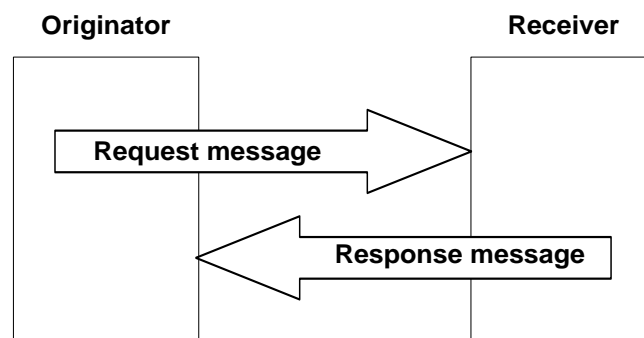 Originator
Receiver
Request message
Response message